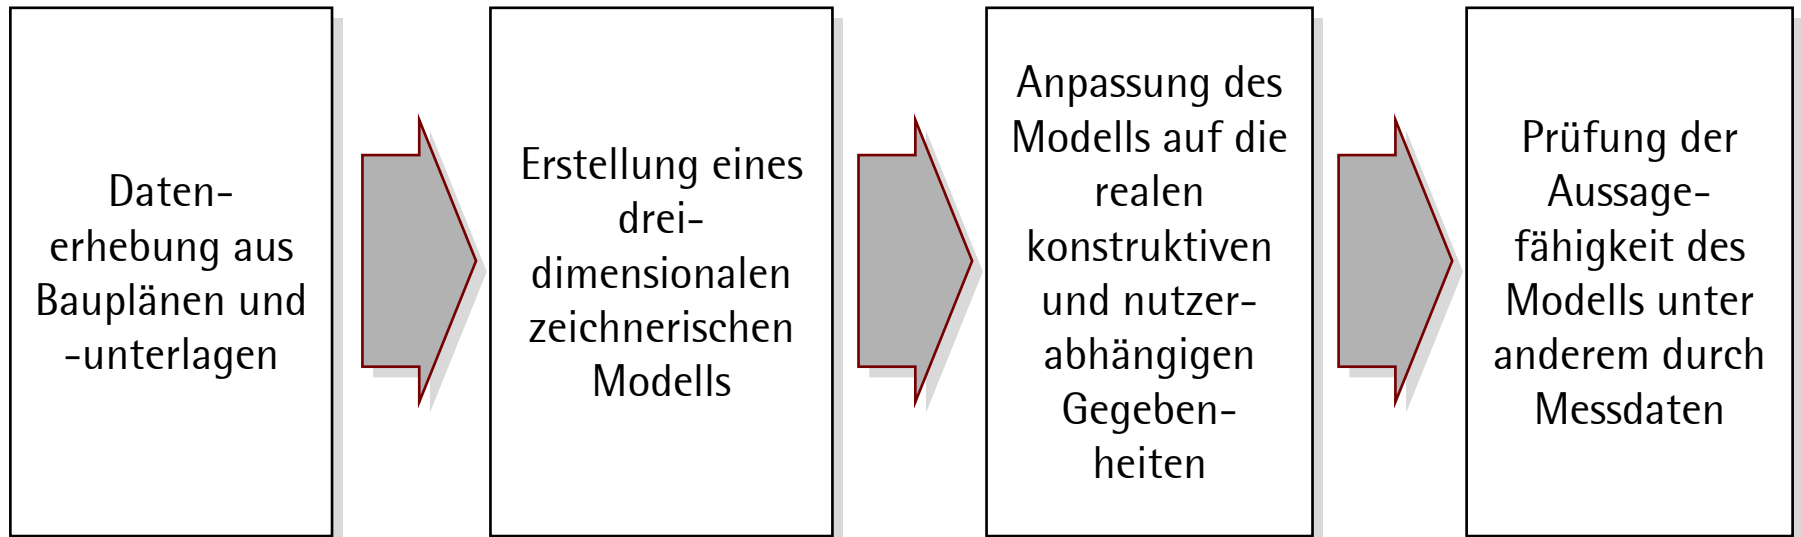 Daten-
erhebung aus
Bauplänen und
-unterlagen
Erstellung eines
drei-
dimensionalen
zeichnerischen
Modells
Anpassung des
Modells auf die
realen
konstruktiven
und nutzer-
abhängigen
Gegeben-
heiten
Prüfung der
Aussage-
fähigkeit des
Modells unter
anderem durch
Messdaten